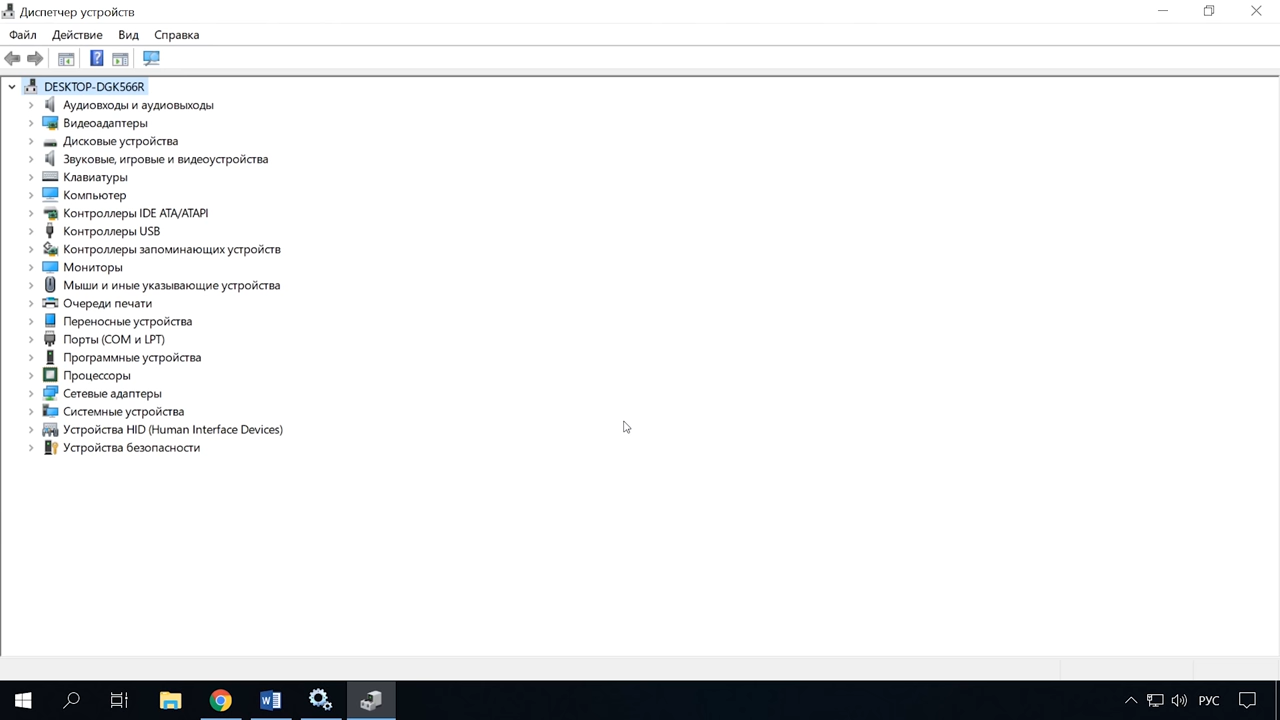 Диспетчер устройств
Файл Действие Вид Справка
DESKTOP-DGK566R
Аудиовходы и аудиовыходы
Видеоадаптеры
Дисковые устройства
Звуковые, игровые и видеоустройства
Клавиатуры
Компьютер
Контроллеры IDE ATA/ATAPI
Контроллеры USB
Контроллеры запоминающих устройств
Мониторы
Мыши и иные указывающие устройства
Очереди печати
Переносные устройства
Порты (COM и LPT)
Программные устройства
Процессоры
Сетевые адаптеры
Системные устройства
Устройства HID (Human Interface Devices)
Устройства безопасности
РУС